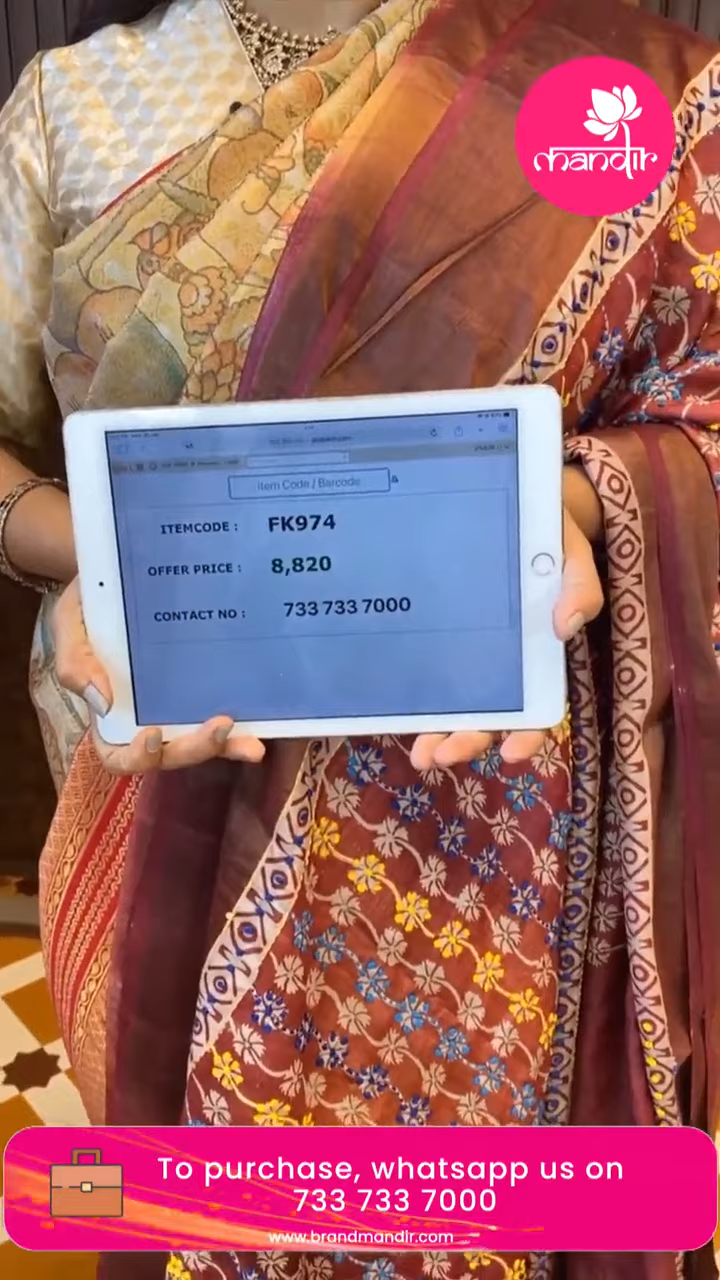 mandir
Item Code / Barcode
ITEMCODE : FK974
OFFER PRICE : 8,820
CONTACT NO : 733 733 7000
To purchase, whatsapp us on
733 733 7000
www.brandmandir.com